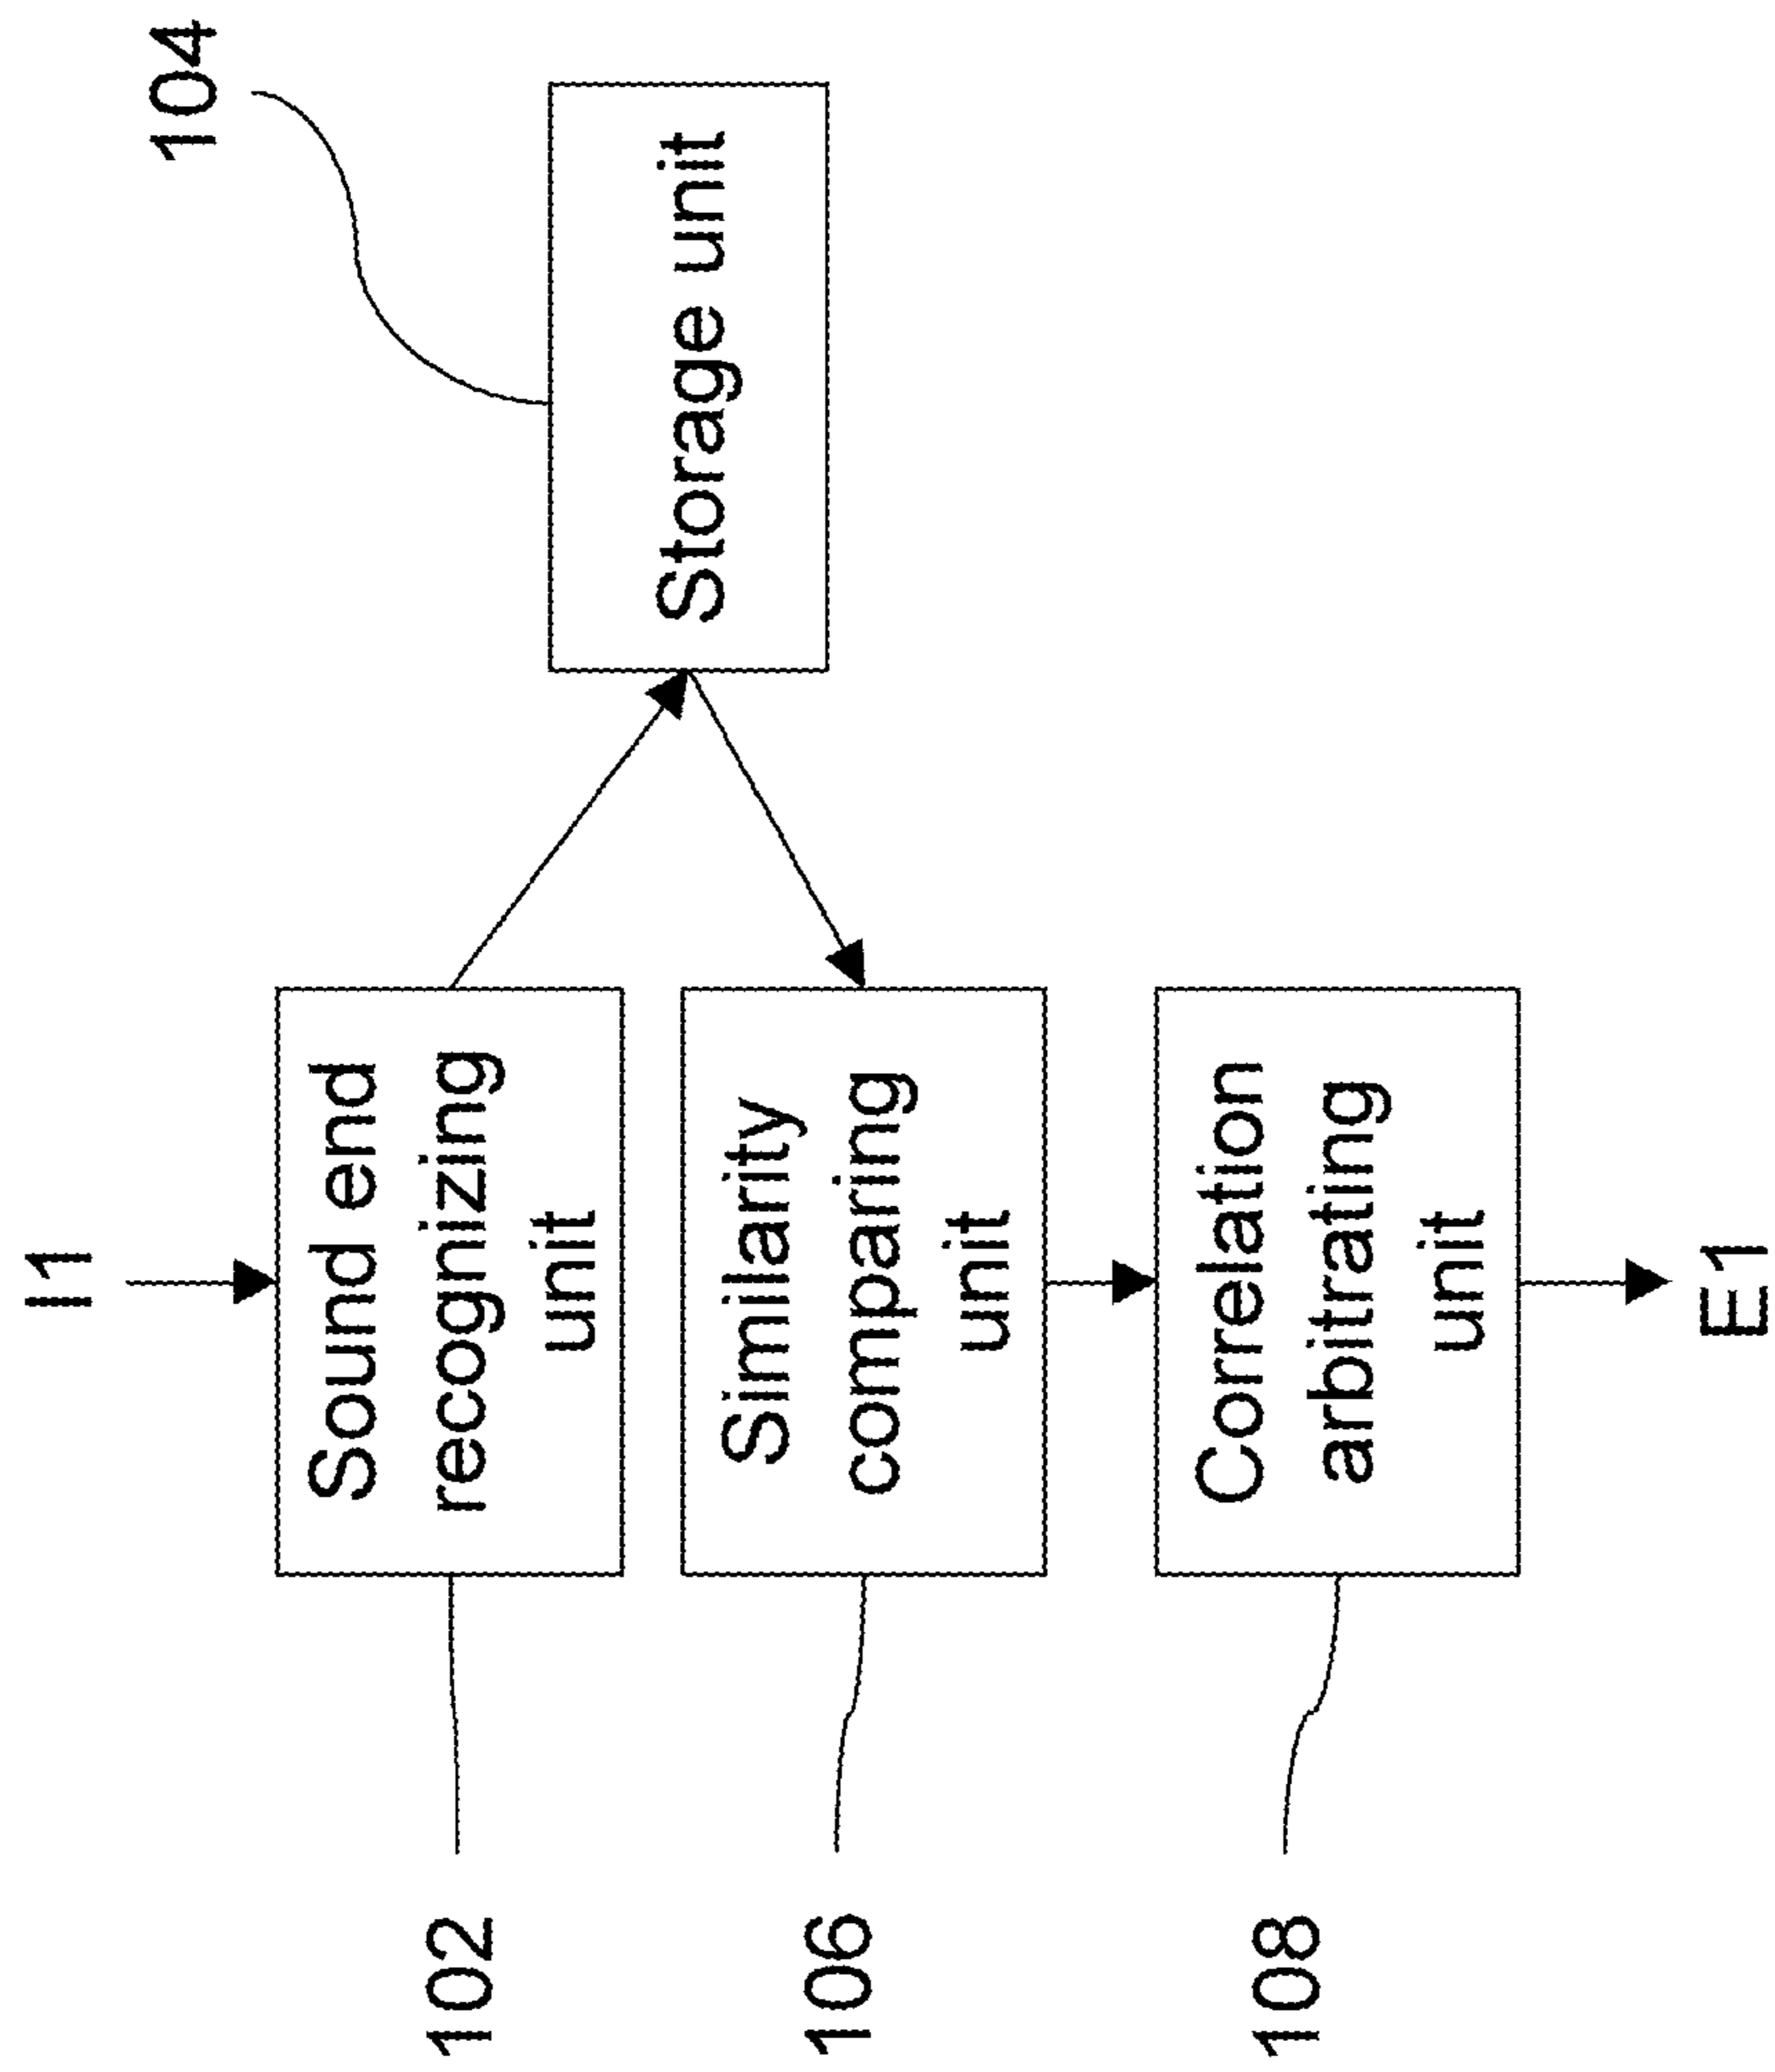 I1
104
Sound end
recognizing
unit
102
Storage unit
Similarity
comparing
unit
106
Correlation
arbitrating
unit
108
E1